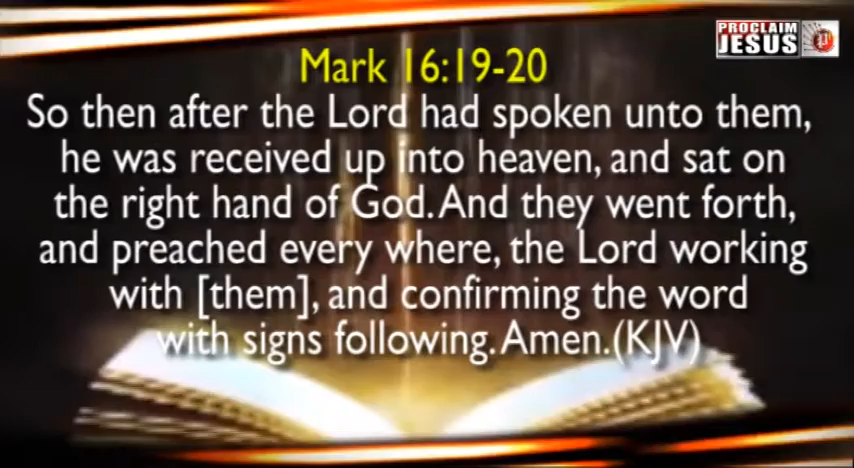 PROCLAIM
JESUS
Mark 16:19-20
So then after the Lord had spoken unto them,
he was received up into heaven, and sat on
the right hand of God. And they went forth,
and preached every where, the Lord working
with [them], and confirming the word
with signs following. Amen.(KJV)